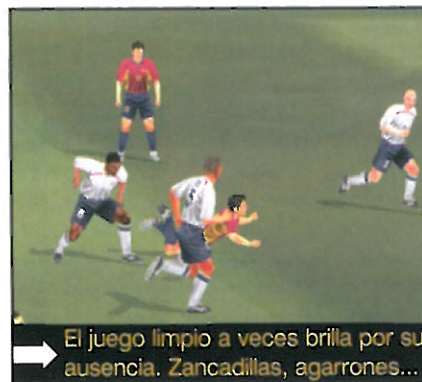 El juego limpio a veces brilla por su
ausencia. Zancadillas, agarrones...